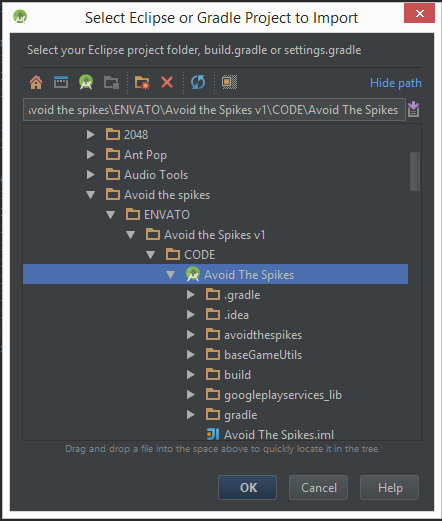 Select Eclipse or Gradle Project to Import
Select your Eclipse project folder, build.gradle or settings.gradle
Hide path
\void the spikes\ENVATO\Avoid the Spikes v1\CODE\Avoid The Spikes
2048
Ant Pop
Audio Tools
Avoid the spikes
ENVATO
Avoid the Spikes v1
CODE
Avoid The Spikes
.gradle
.idea
avoidthespikes
baseGameUtils
build
googleplayservices_lib
gradle
Avoid The Spikes.iml
Drag and drop a file into the space above to quickly locate it in the tree.
OK
Cancel
Help